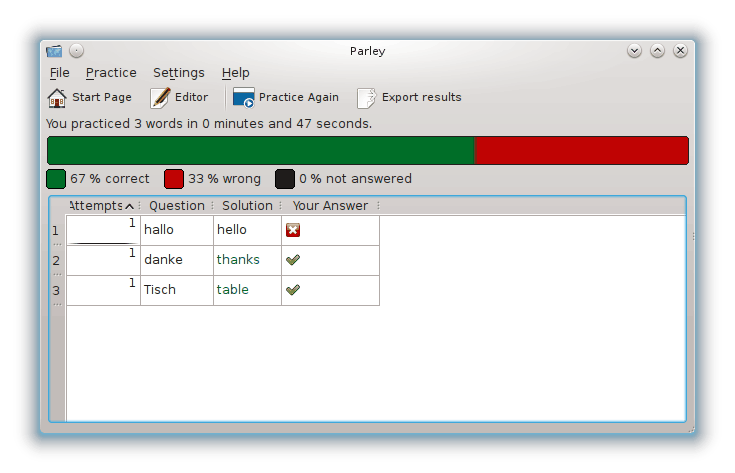 Parley
File Practice Settings Help
Start Page Editor Practice Again Export results
You practiced 3 words in 0 minutes and 47 seconds.
67 % correct 33 % wrong 0 % not answered
Attempts Question Solution Your Answer
1 1 hallo hello
2 1 danke thanks
3 1 Tisch table